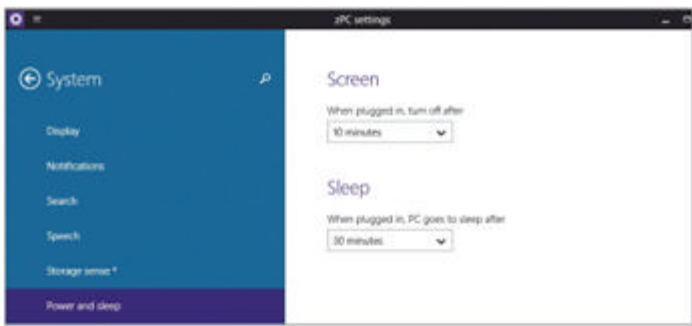 zPC settings
System
Display
Notifications
Search
Speech
Storage sense *
Power and sleep
Screen
When plugged in, turn off after
10 minutes
Sleep
When plugged in, PC goes to sleep after
30 minutes